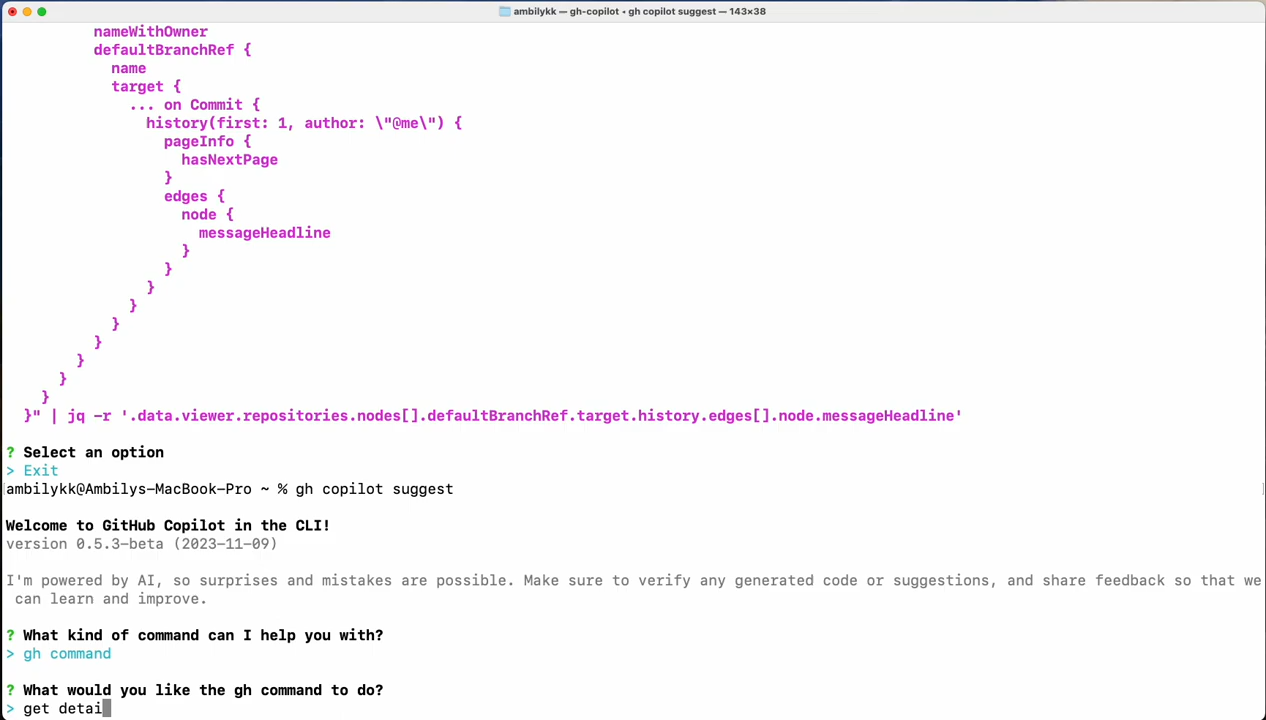 ambilykk — gh-copilot • gh copilot suggest — 143×38
nameWithOwner
defaultBranchRef {
name
target {
... on Commit {
history(first: 1, author: \"@me\") {
pageInfo {
hasNextPage
}
edges {
node {
messageHeadline
}
}
}
}
}
}
}
}
}
}" | jq -r '.data.viewer.repositories.nodes[].defaultBranchRef.target.history.edges[].node.messageHeadline'
? Select an option
> Exit
ambilykk@Ambilys-MacBook-Pro ~ % gh copilot suggest
Welcome to GitHub Copilot in the CLI!
version 0.5.3-beta (2023-11-09)
I'm powered by AI, so surprises and mistakes are possible. Make sure to verify any generated code or suggestions, and share feedback so that we
can learn and improve.
? What kind of command can I help you with?
> gh command
? What would you like the gh command to do?
> get detai